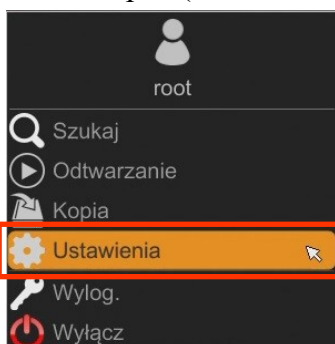 root
Szukaj
Odtwarzanie
Kopia
Ustawienia
Wylog.
Wyłącz